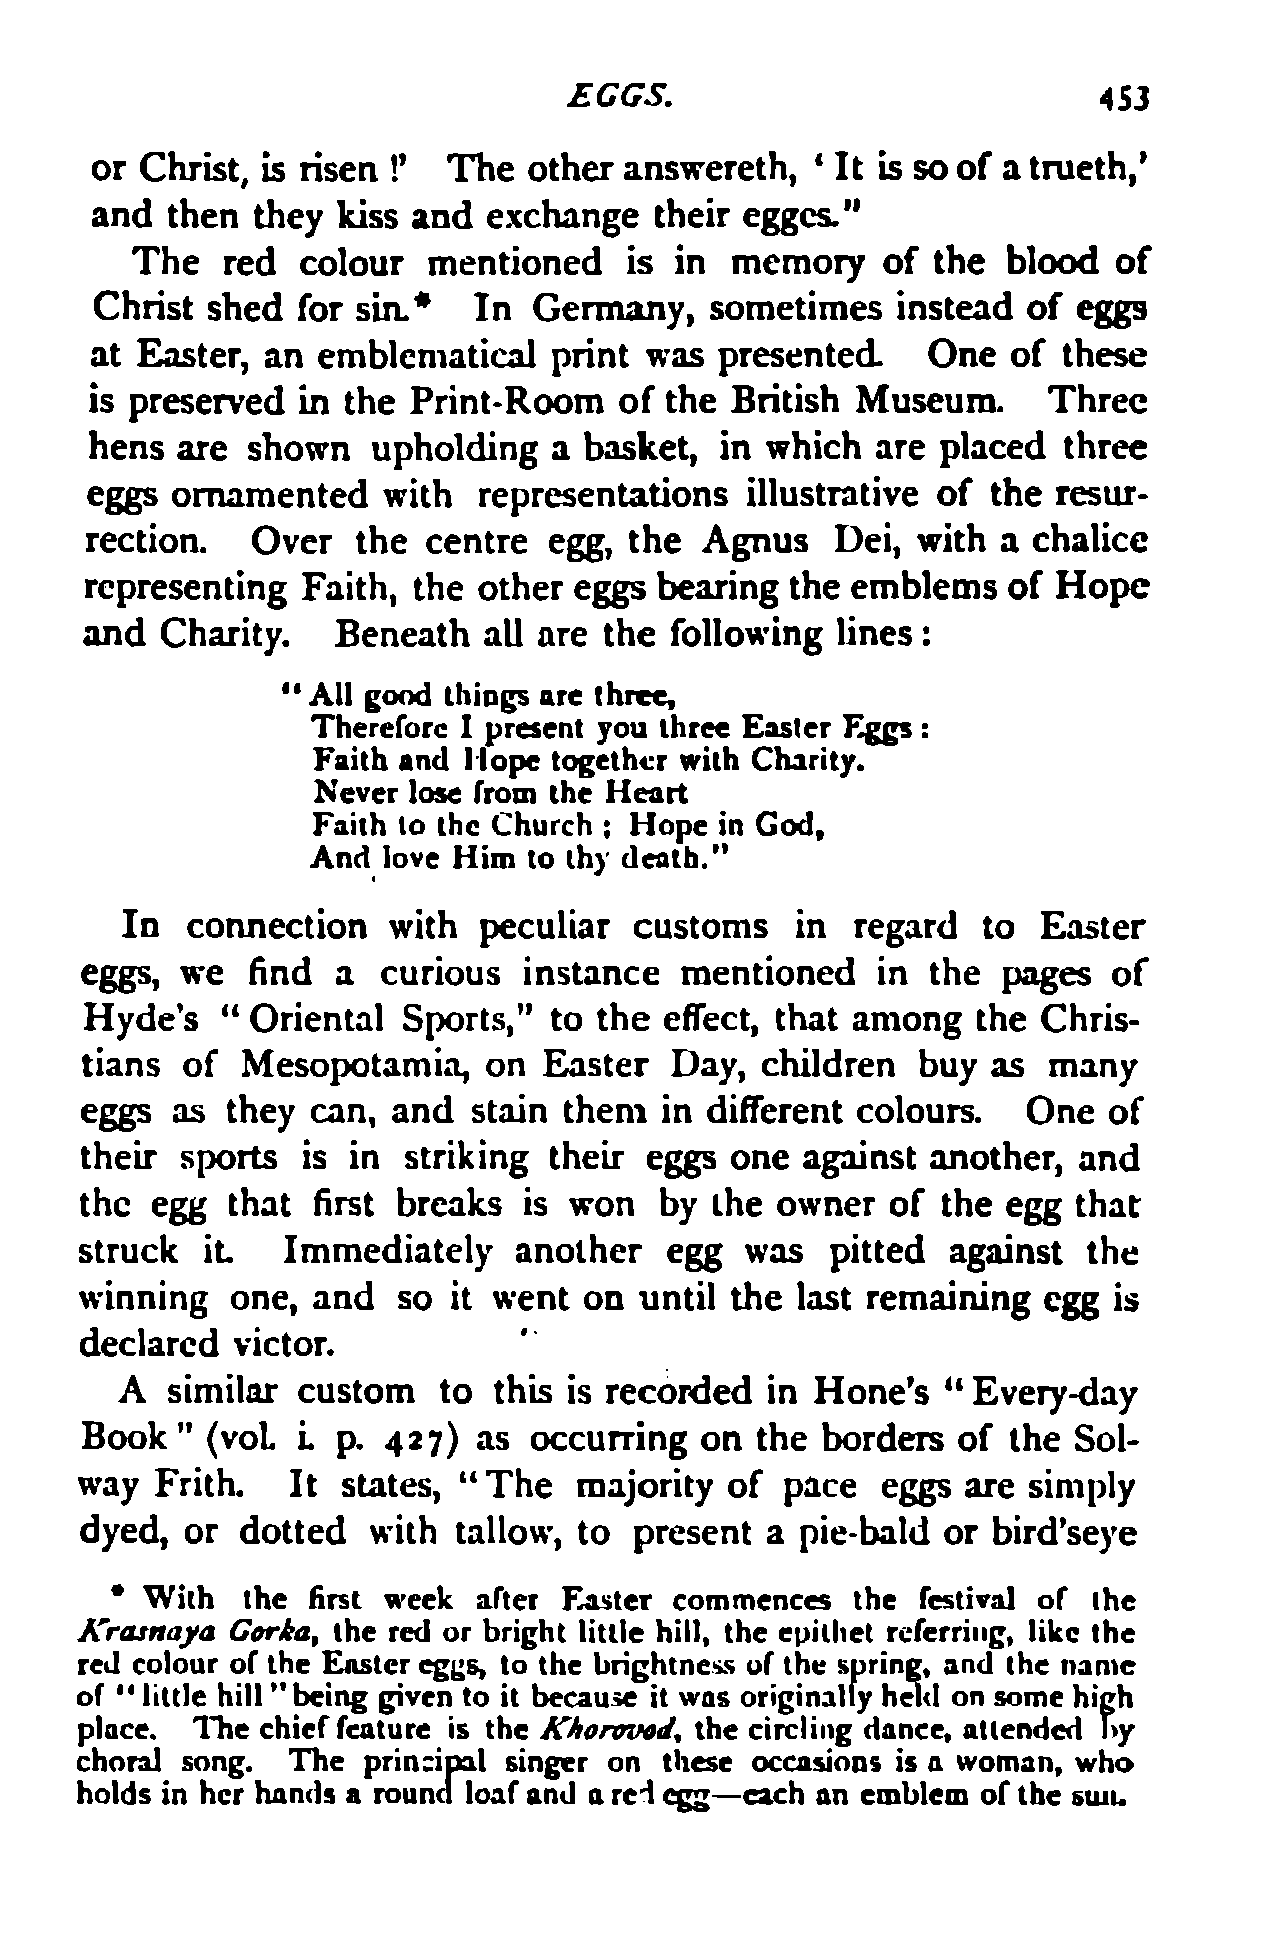 EGGS. 453
or Christ, is risen !' The other answereth, ' It is so of a trueth,'
and then they kiss and exchange their egges."
The red colour mentioned is in memory of the blood of
Christ shed for sin.* In Germany, sometimes instead of eggs
at Easter, an emblematical print was presented. One of these
is preserved in the Print-Room of the British Museum. Three
hens are shown upholding a basket, in which are placed three
eggs ornamented with representations illustrative of the resur-
rection. Over the centre egg, the Agnus Dei, with a chalice
representing Faith, the other eggs bearing the emblems of Hope
and Charity. Beneath all are the following lines :
" All good things are three,
Therefore I present you three Easter Eggs :
Faith and Hope together with Charity.
Never lose from the Heart
Faith to the Church ; Hope in God,
And love Him to thy death."
In connection with peculiar customs in regard to Easter
eggs, we find a curious instance mentioned in the pages of
Hyde's " Oriental Sports," to the effect, that among the Chris-
tians of Mesopotamia, on Easter Day, children buy as many
eggs as they can, and stain them in different colours. One of
their sports is in striking their eggs one against another, and
the egg that first breaks is won by the owner of the egg that
struck it. Immediately another egg was pitted against the
winning one, and so it went on until the last remaining egg is
declared victor.
A similar custom to this is recorded in Hone's " Every-day
Book " (vol. i. p. 427) as occurring on the borders of the Sol-
way Frith. It states, " The majority of pace eggs are simply
dyed, or dotted with tallow, to present a pie-bald or bird'seye
* With the first week after Easter commences the festival of the
Krasnaya Gorka, the red or bright little hill, the epithet referring, like the
red colour of the Easter eggs, to the brightness of the spring, and the name
of " little hill " being given to it because it was originally held on some high
place. The chief feature is the Khorovod, the circling dance, attended by
choral song. The principal singer on these occasions is a woman, who
holds in her hands a round loaf and a red egg—each an emblem of the sun.